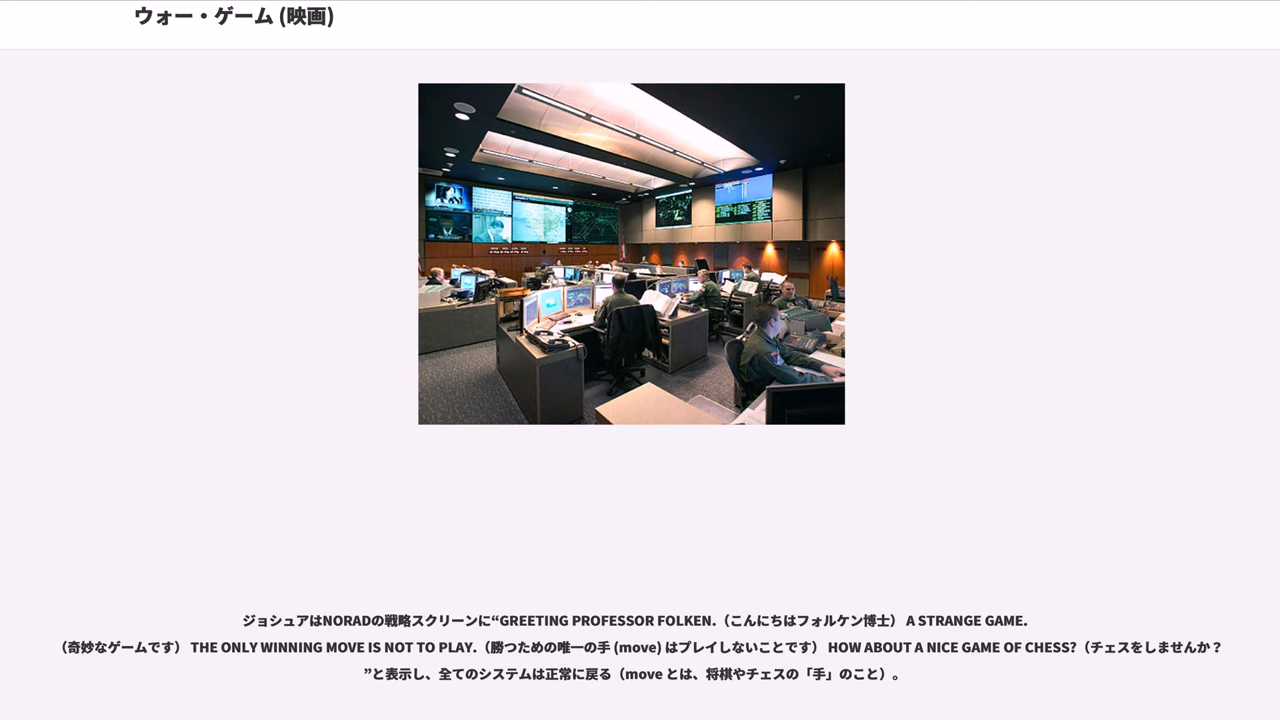 ウォー・ゲーム (映画)
ジョシュアはNORADの戦略スクリーンに“GREETING PROFESSOR FOLKEN.（こんにちはフォルケン博士） A STRANGE GAME.
（奇妙なゲームです） THE ONLY WINNING MOVE IS NOT TO PLAY.（勝つための唯一の手 (move) はプレイしないことです） HOW ABOUT A NICE GAME OF CHESS?（チェスをしませんか？
”と表示し、全てのシステムは正常に戻る（move とは、将棋やチェスの「手」のこと）。